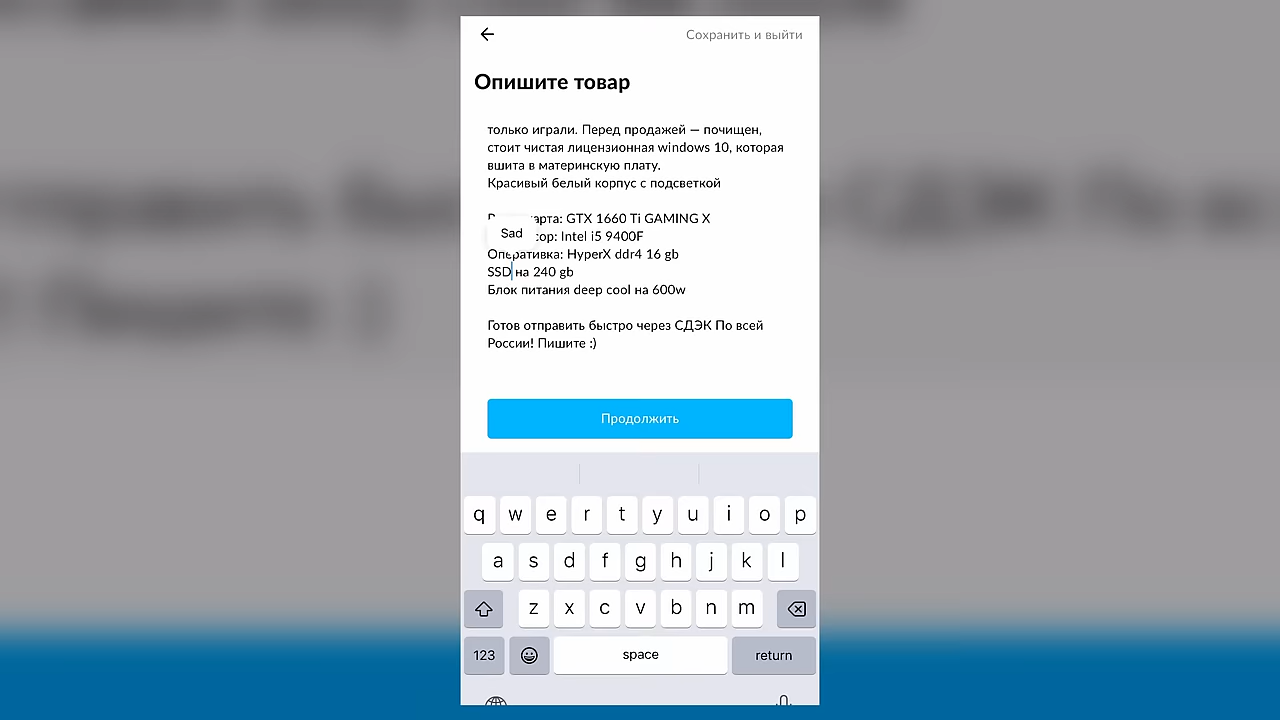 Сохранить и выйти
Опишите товар
только играли. Перед продажей — почищен,
стоит чистая лицензионная windows 10, которая
вшита в материнскую плату.
Красивый белый корпус с подсветкой
GTX 1660 Ti GAMING X
Sad
Intel i5 9400F
Оперативка: HyperX ddr4 16 gb
SSD на 240 gb
Блок питания deep cool на 600w
Готов отправить быстро через СДЭК По всей
России! Пишите :)
Продолжить
q w e r t y u i o p
a s d f g h j k l
z x c v b n m
123 space return